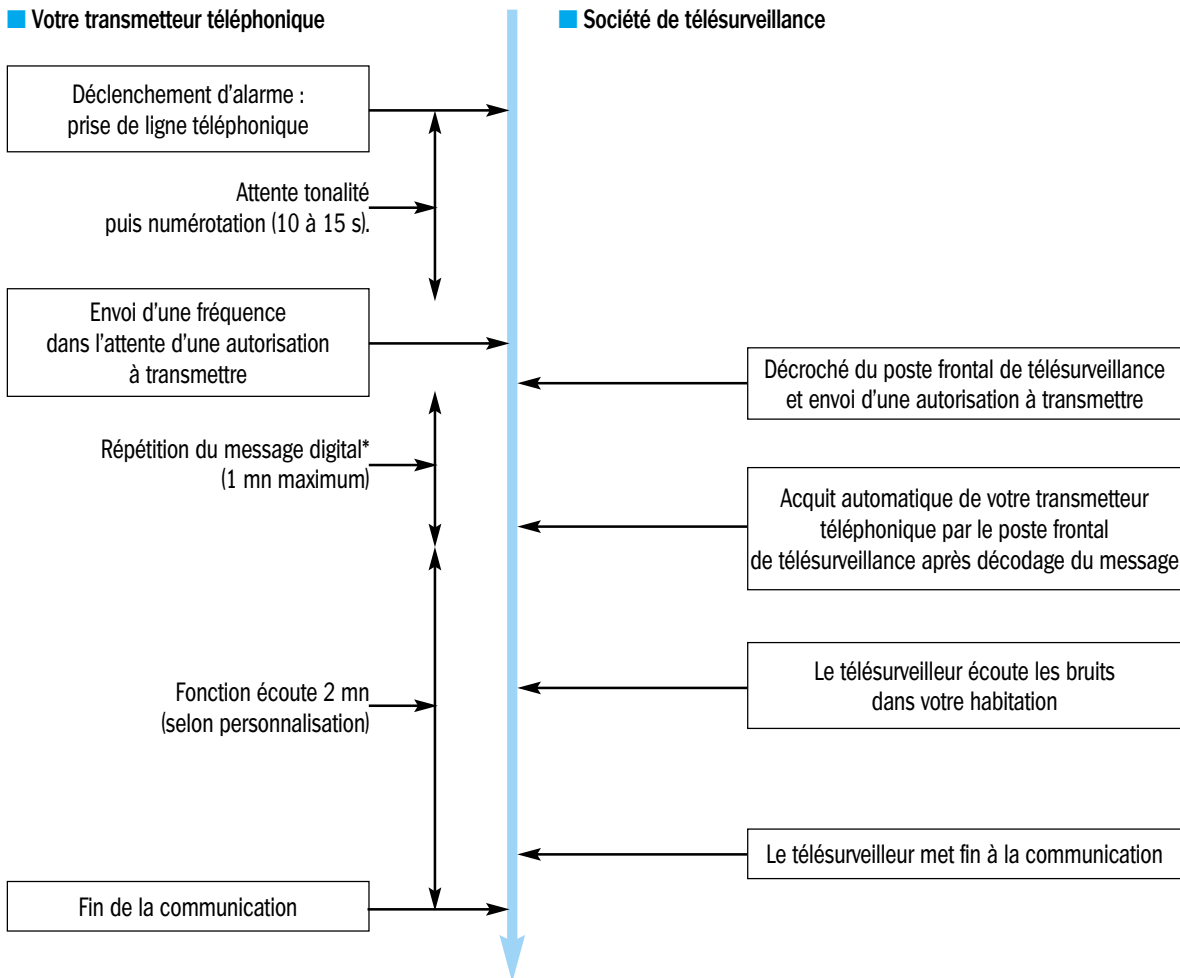 Votre transmetteur téléphonique
Société de télésurveillance
Déclenchement d'alarme :
prise de ligne téléphonique
Attente tonalité
puis numérotation (10 à 15 s).
Envoi d'une fréquence
dans l'attente d'une autorisation
à transmettre
Décroché du poste frontal de télésurveillance
et envoi d'une autorisation à transmettre
Répétition du message digital*
(1 mn maximum)
Acquit automatique de votre transmetteur
téléphonique par le poste frontal
de télésurveillance après décodage du message
Fonction écoute 2 mn
(selon personnalisation)
Le télésurveilleur écoute les bruits
dans votre habitation
Le télésurveilleur met fin à la communication
Fin de la communication